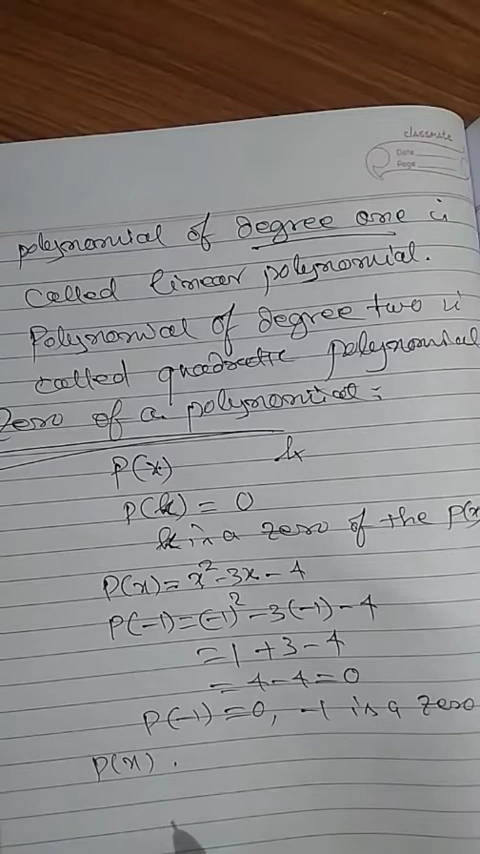 classmate
Date
Page
polynomial of degree one is
called linear polynomial.
Polynomial of degree two is
called quadratic polynomial
Zero of a polynomial :
P(x) k
P(k) = 0
k is a zero of the P(x
P(x) = x² - 3x - 4
P(-1) = (-1)² - 3(-1) - 4
= 1 + 3 - 4
= 4 - 4 = 0
P(-1) = 0, -1 is a zero
P(x).